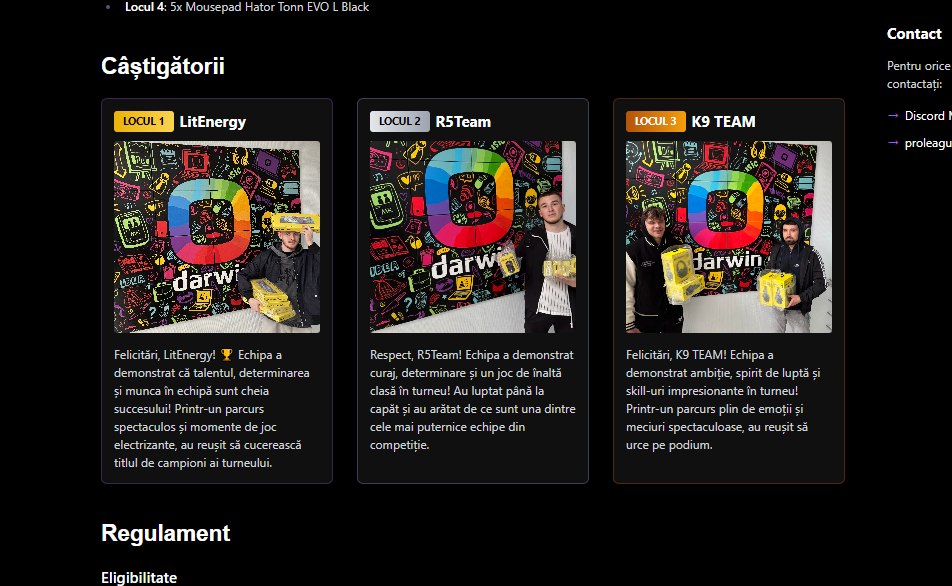 Locul 4: 5x Mousepad Hator Tonn EVO L Black
Câștigătorii
LOCUL 1 LitEnergy
darwin
Felicitări, LitEnergy! 🏆 Echipa a
demonstrat că talentul, determinarea
și munca în echipă sunt cheia
succesului! Printr-un parcurs
spectaculos și momente de joc
electrizante, au reușit să cucerească
titlul de campioni ai turneului.
LOCUL 2 R5Team
IDEA
darwin
Respect, R5Team! Echipa a demonstrat
curaj, determinare și un joc de înaltă
clasă în turneu! Au luptat până la
capăt și au arătat de ce sunt una dintre
cele mai puternice echipe din
competiție.
LOCUL 3 K9 TEAM
darwin
Felicitări, K9 TEAM! Echipa a
demonstrat ambiție, spirit de luptă și
skill-uri impresionante în turneu!
Printr-un parcurs plin de emoții și
meciuri spectaculoase, au reușit să
urce pe podium.
Regulament
Eligibilitate
Contact
Pentru orice
contactați:
→ Discord
→ proleagu